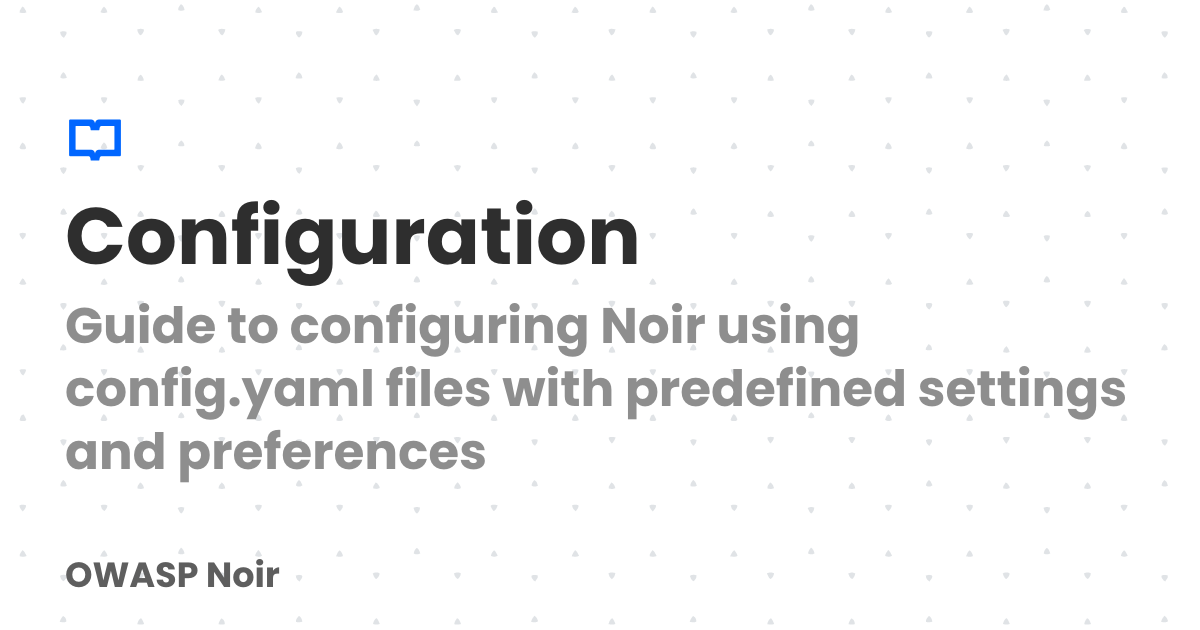 Configuration
Guide to configuring Noir using
config.yaml files with predefined settings
and preferences
OWASP Noir